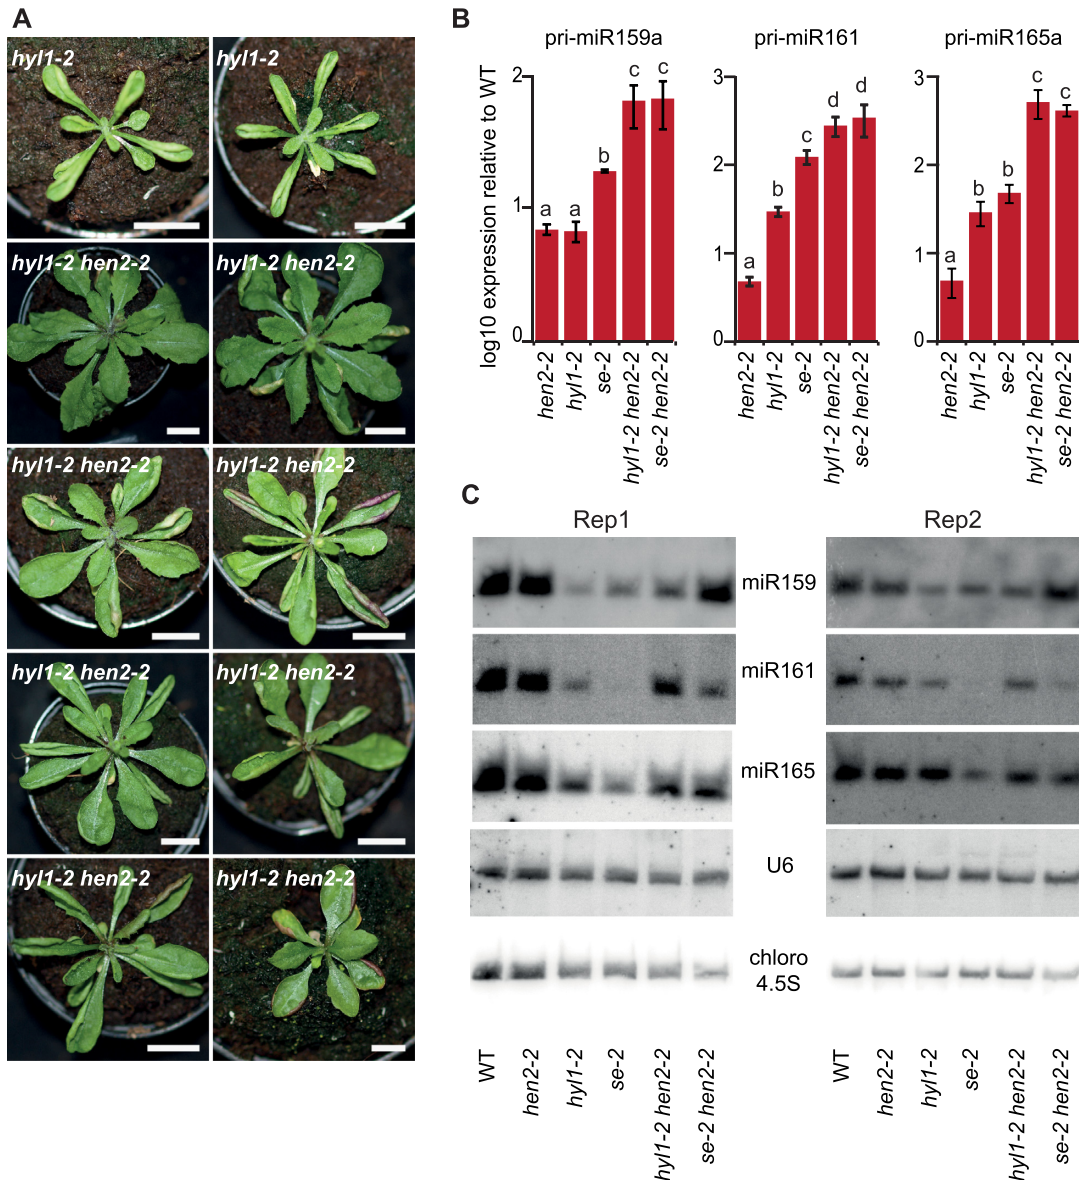 A
hyl1-2
hyl1-2
hyl1-2 hen2-2
hyl1-2 hen2-2
hyl1-2 hen2-2
hyl1-2 hen2-2
hyl1-2 hen2-2
hyl1-2 hen2-2
hyl1-2 hen2-2
hyl1-2 hen2-2
B
pri-miR159a
pri-miR161
pri-miR165a
log10 expression relative to WT
2
1
0
a
a
b
c
c
hen2-2
hyl1-2
se-2
hyl1-2 hen2-2
se-2 hen2-2
3
2
1
0
a
b
c
d
d
hen2-2
hyl1-2
se-2
hyl1-2 hen2-2
se-2 hen2-2
3
2
1
0
a
b
b
c
c
hen2-2
hyl1-2
se-2
hyl1-2 hen2-2
se-2 hen2-2
C
Rep1
Rep2
miR159
miR161
miR165
U6
chloro
4.5S
WT
hen2-2
hyl1-2
se-2
hyl1-2 hen2-2
se-2 hen2-2
WT
hen2-2
hyl1-2
se-2
hyl1-2 hen2-2
se-2 hen2-2